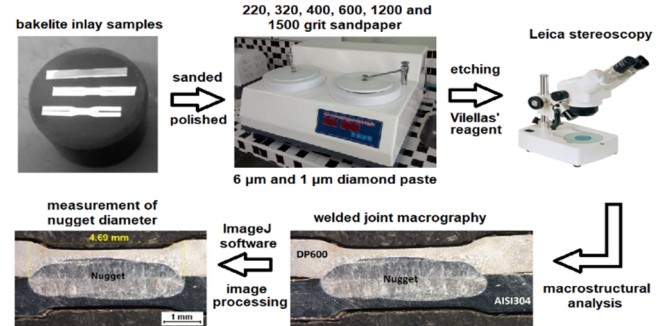 bakelite inlay samples
220, 320, 400, 600, 1200 and
1500 grit sandpaper
Leica stereoscopy
sanded
polished
etching
Vilellas'
reagent
6 µm and 1 µm diamond paste
measurement of
nugget diameter
ImageJ
software
image
processing
welded joint macrography
macrostructural
analysis
4.69 mm
Nugget
1 mm
DP600
Nugget
AISI304